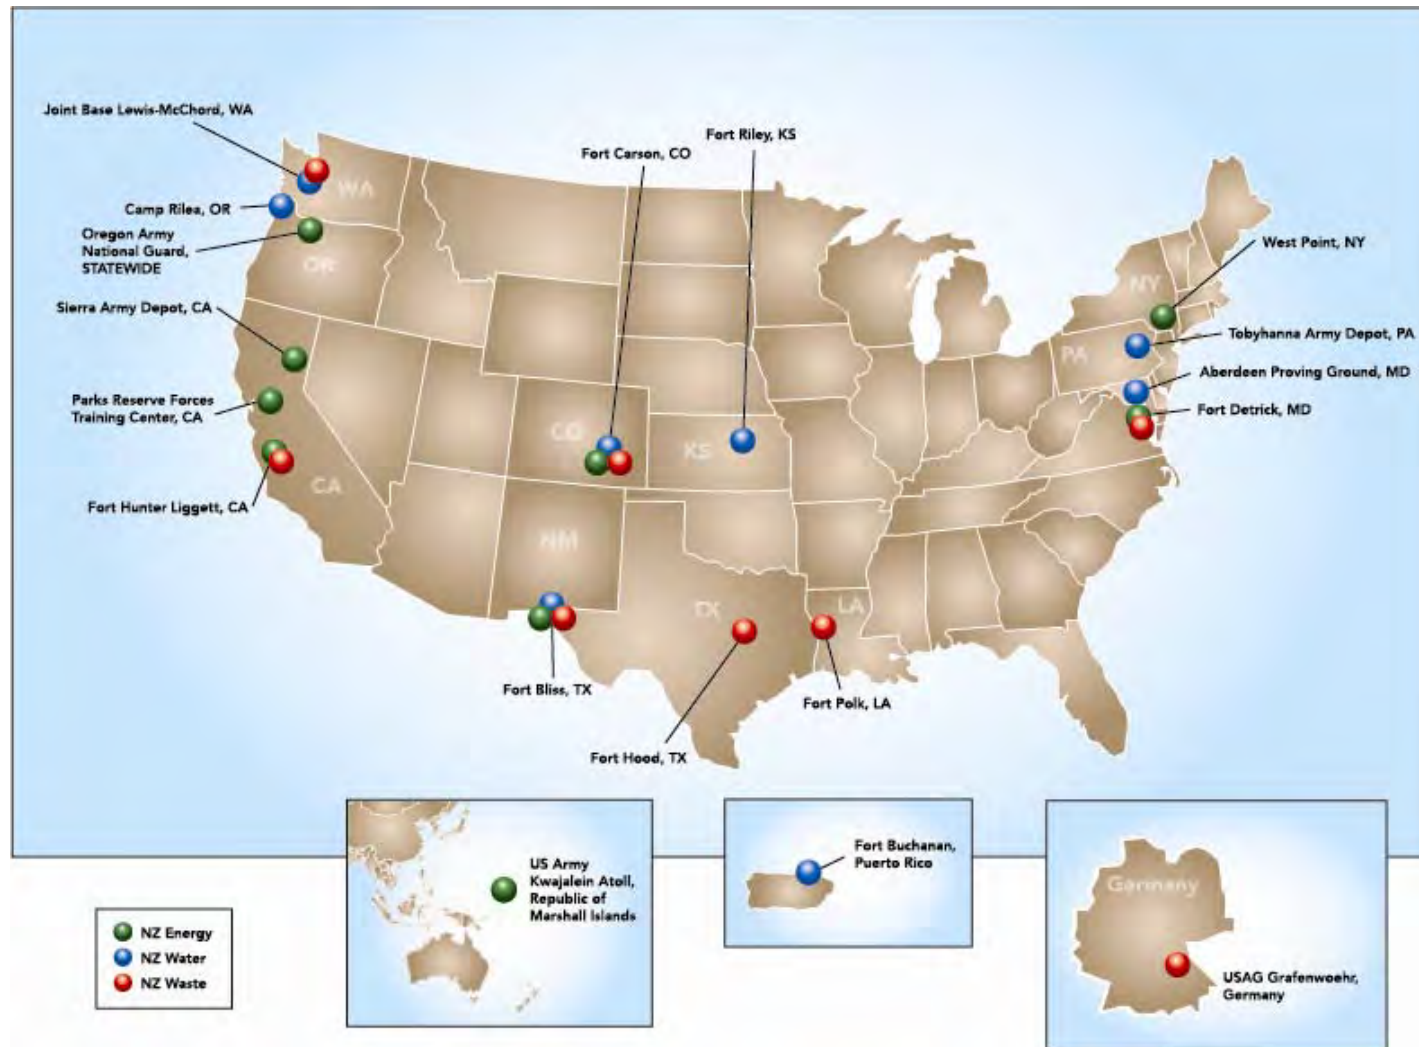 Joint Base Lewis-McChord, WA
Fort Carson, CO
Fort Riley, KS
Camp Rilea, OR
Oregon Army
National Guard,
STATEWIDE
Sierra Army Depot, CA
Parks Reserve Forces
Training Center, CA
Fort Hunter Liggett, CA
West Point, NY
Tobyhanna Army Depot, PA
Aberdeen Proving Ground, MD
Fort Detrick, MD
WA
OR
CA
CO
KS
NM
TX
LA
NY
PA
Fort Bliss, TX
Fort Hood, TX
Fort Polk, LA
US Army
Kwajalein Atoll,
Republic of
Marshall Islands
Fort Buchanan,
Puerto Rico
Germany
USAG Grafenwoehr,
Germany
NZ Energy
NZ Water
NZ Waste